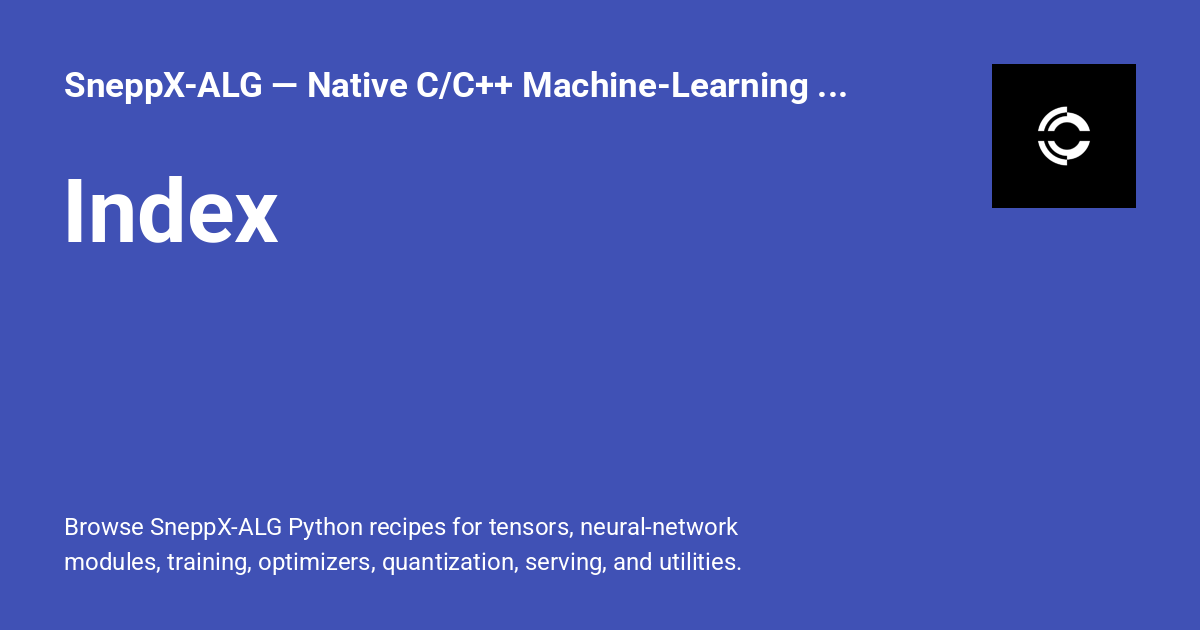 SneppX-ALG — Native C/C++ Machine-Learning ...
Index
Browse SneppX-ALG Python recipes for tensors, neural-network
modules, training, optimizers, quantization, serving, and utilities.